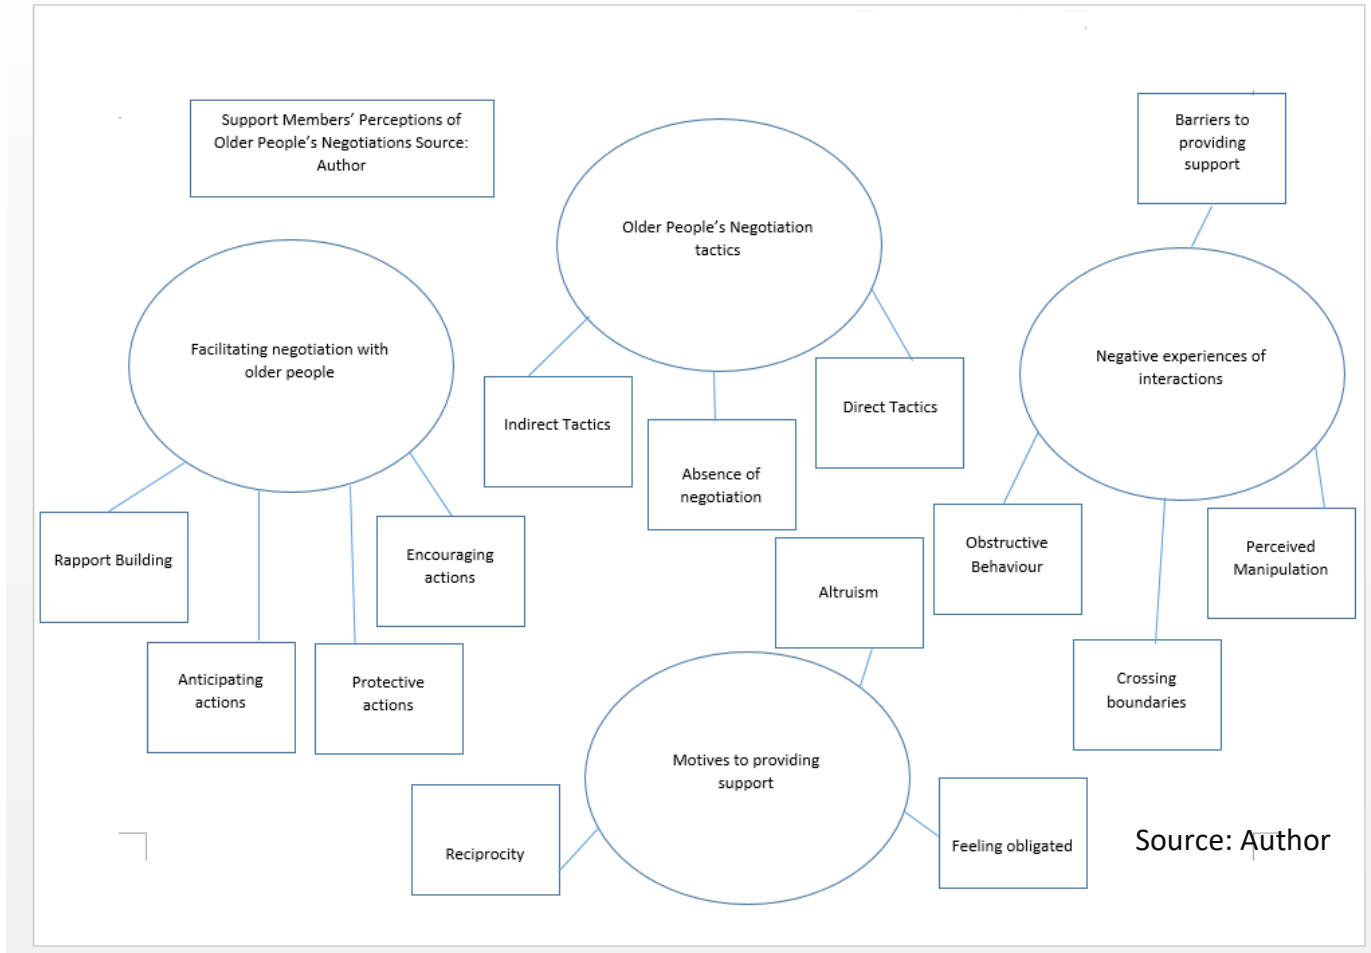 Support Members’ Perceptions of
Older People’s Negotiations Source:
Author
Older People’s Negotiation
tactics
Indirect Tactics
Absence of
negotiation
Direct Tactics
Barriers to
providing
support
Negative experiences of
interactions
Obstructive
Behaviour
Crossing
boundaries
Perceived
Manipulation
Facilitating negotiation with
older people
Rapport Building
Anticipating
actions
Protective
actions
Encouraging
actions
Altruism
Motives to providing
support
Reciprocity
Feeling obligated
Source: Author